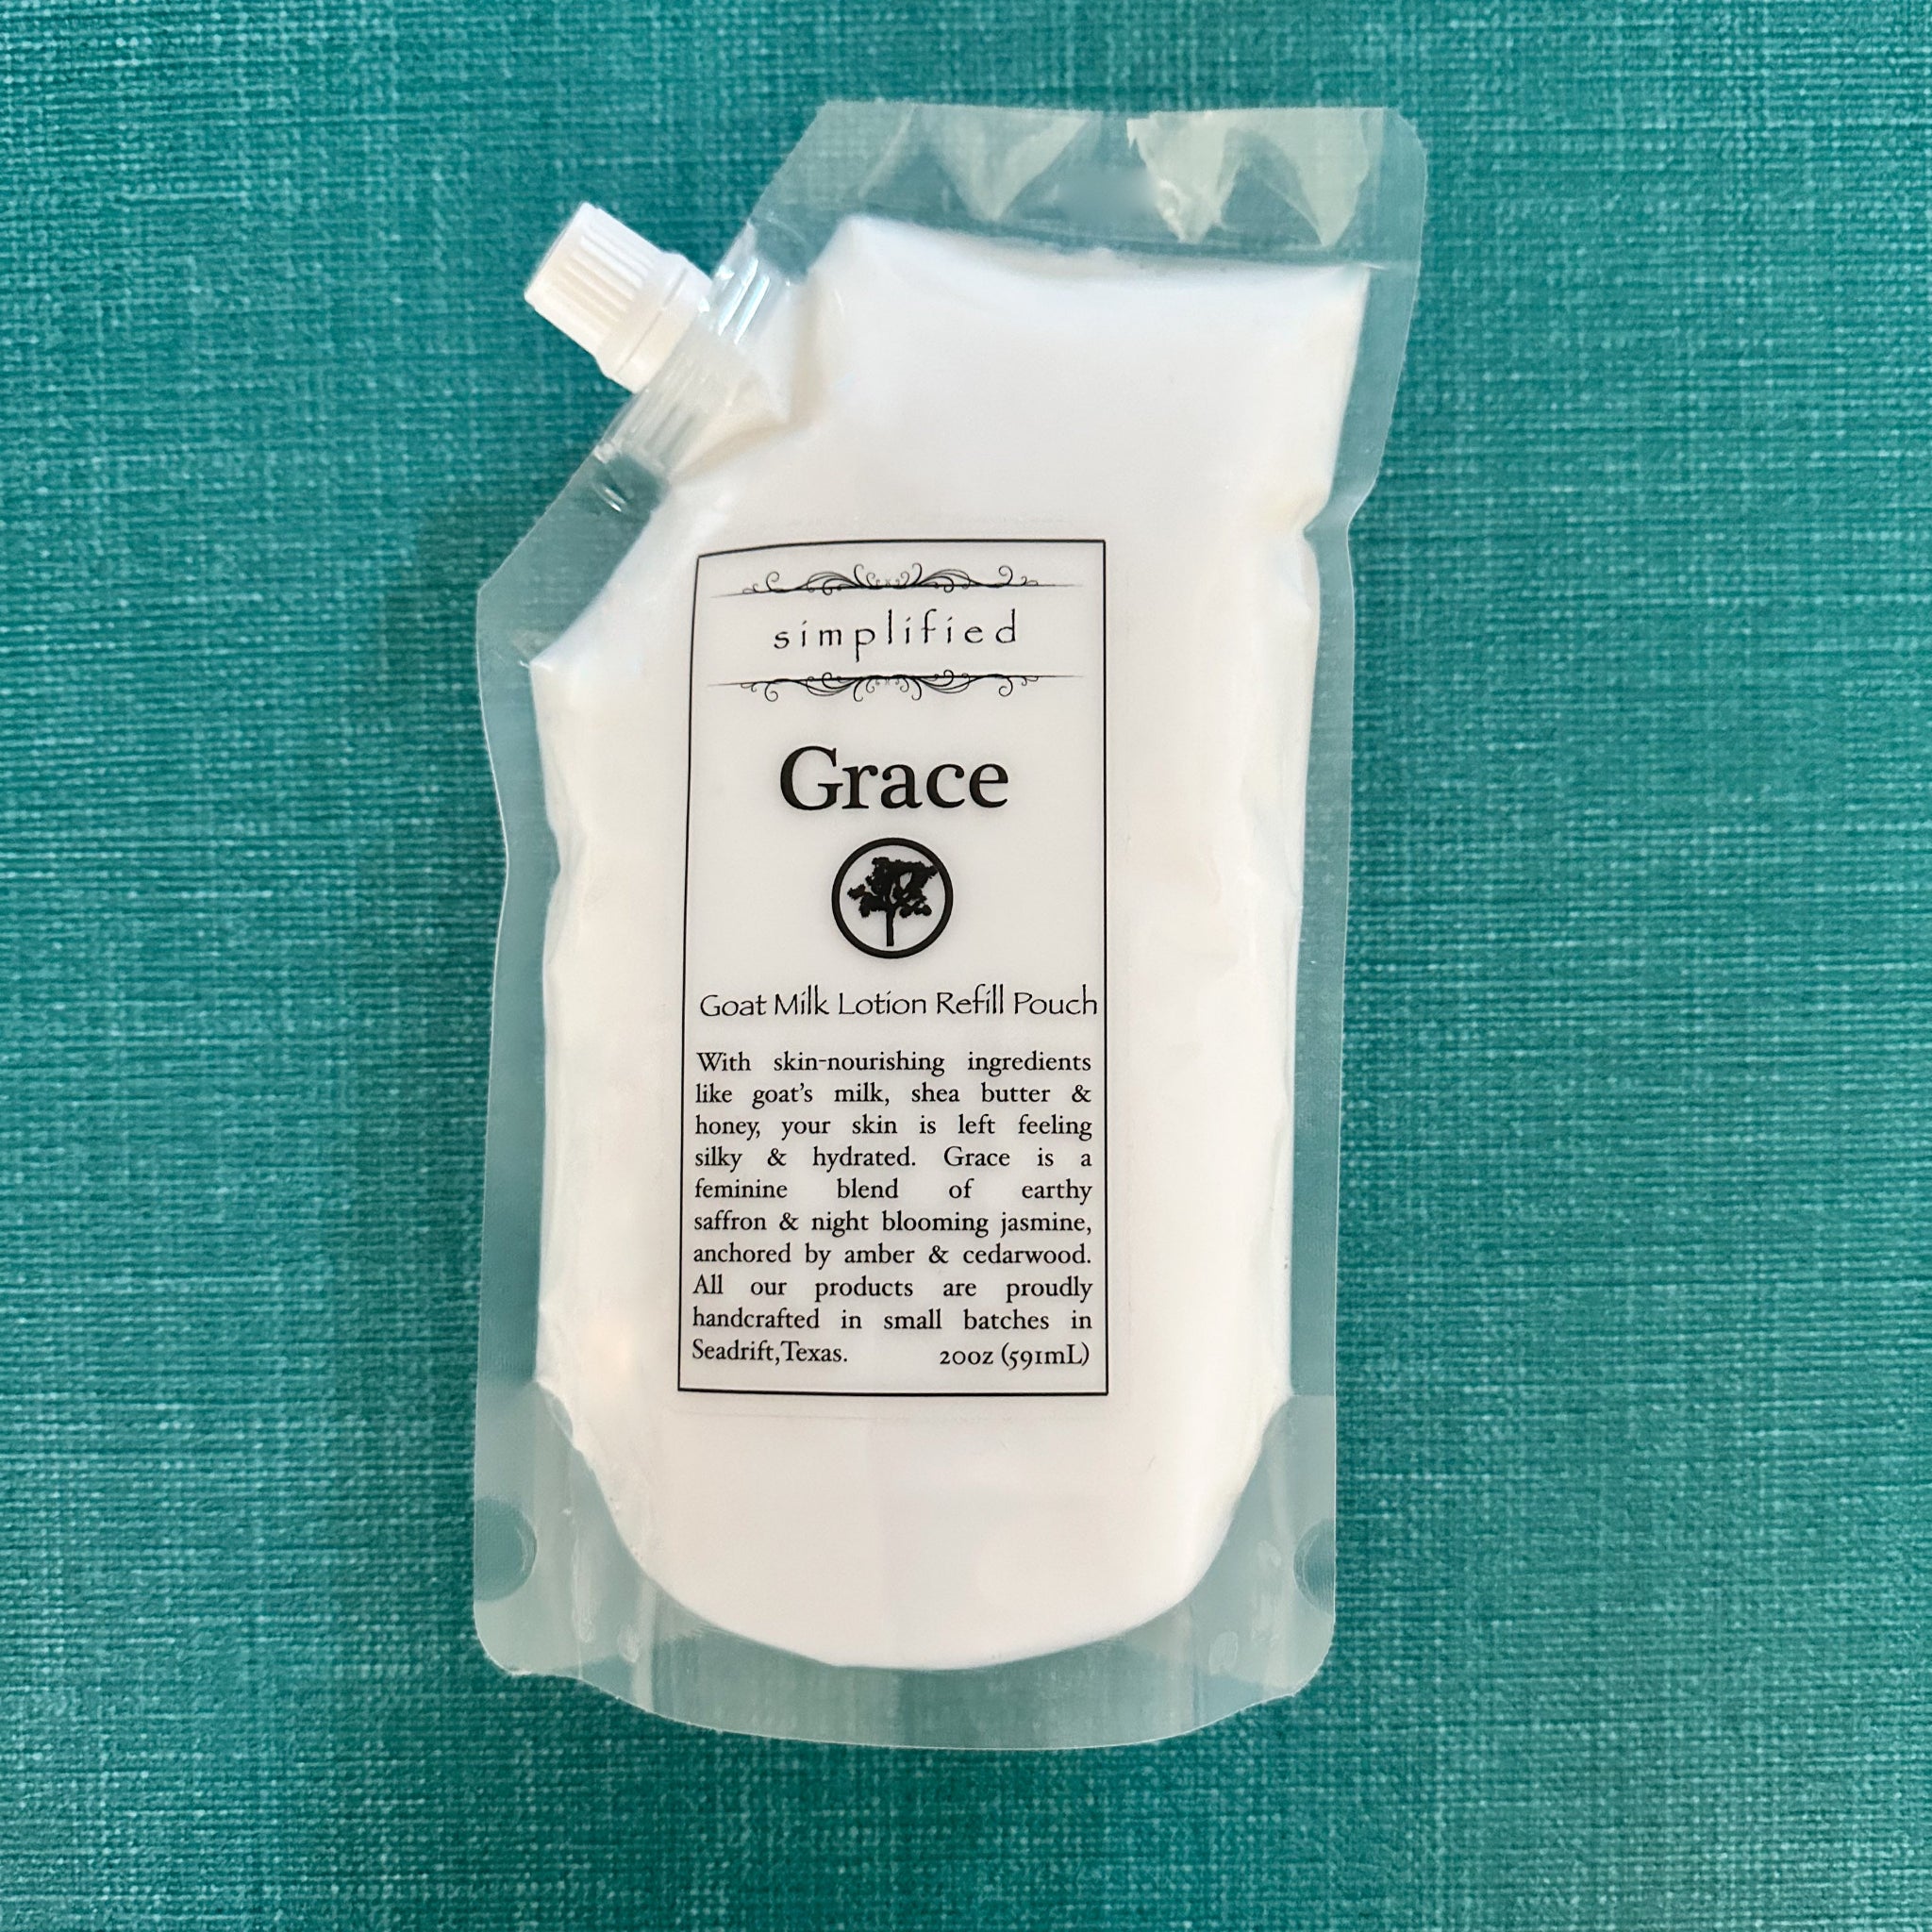 simplified
Grace
Goat Milk Lotion Refill Pouch
With skin-nourishing ingredients
like goat's milk, shea butter &
honey, your skin is left feeling
silky & hydrated. Grace is a
feminine blend of earthy
saffron & night blooming jasmine,
anchored by amber & cedarwood.
All our products are proudly
handcrafted in small batches in
Seadrift,Texas. 20oz (591mL)